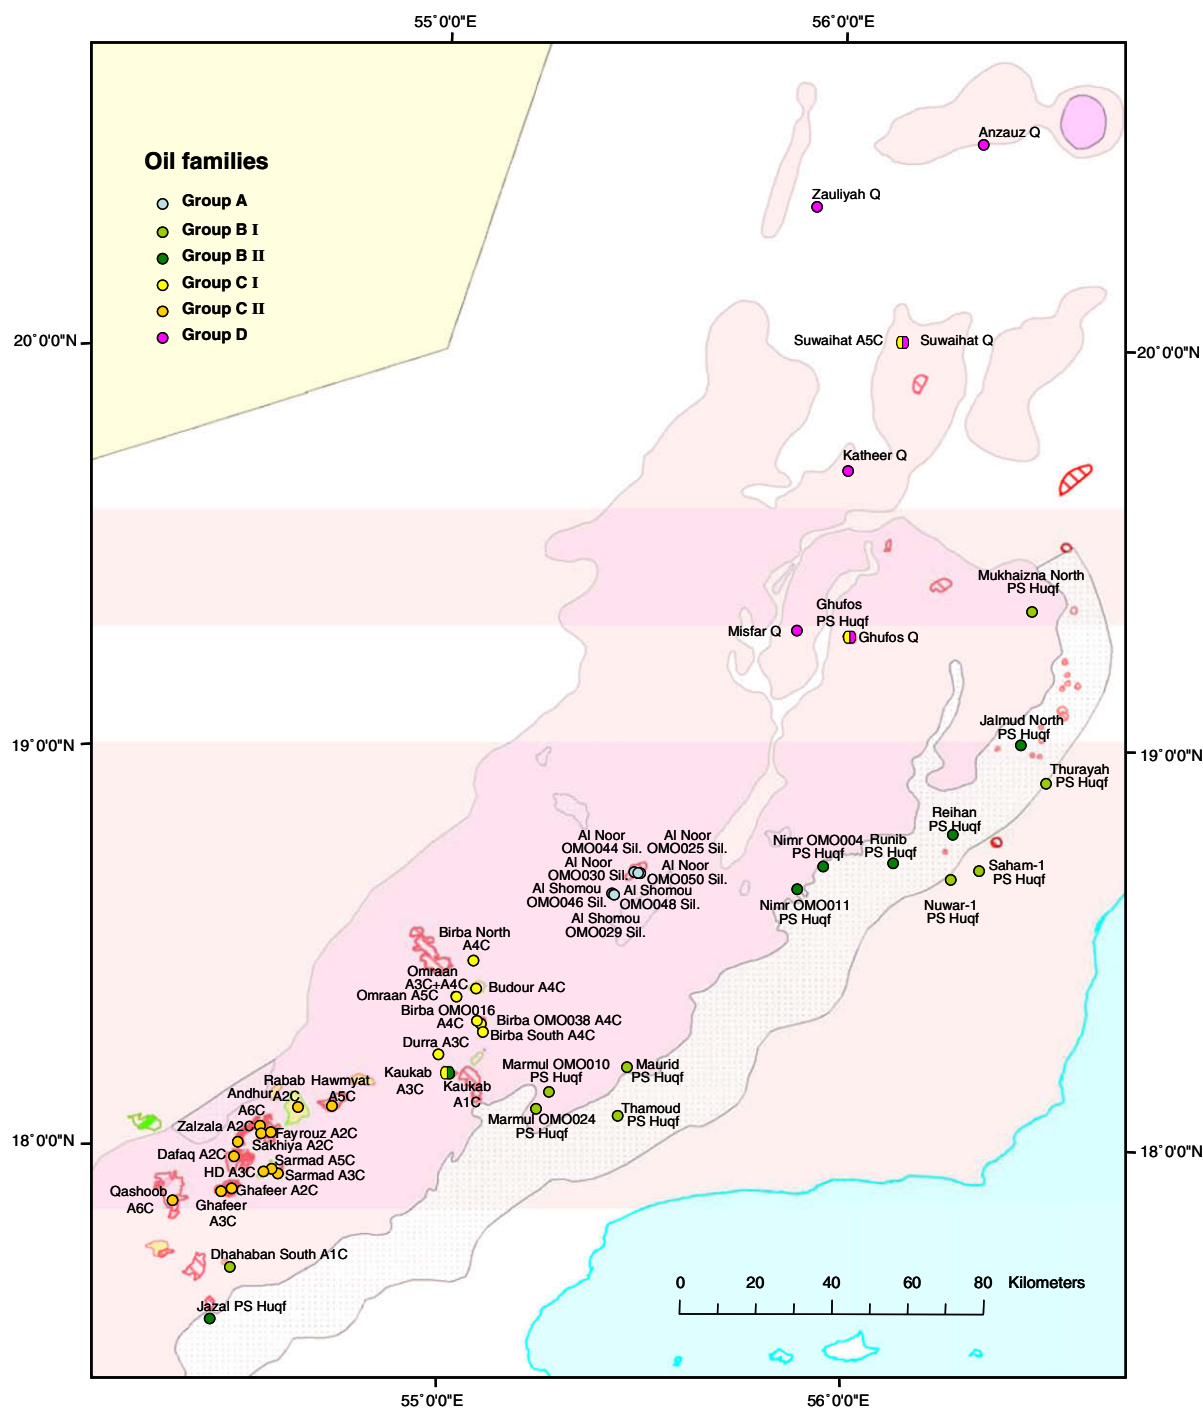 55°0'0"E
56°0'0"E
Oil families
Group A
Group B I
Group B II
Group C I
Group C II
Group D
Anzauz Q
Zauliyah Q
20°0'0"N
20°0'0"N
Suwaihat A5C
Suwaihat Q
Katheer Q
Mukhaizna North
PS Huqf
Ghufos
PS Huqf
Misfar Q
Ghufos Q
Jalmud North
PS Huqf
19°0'0"N
19°0'0"N
Thurayah
PS Huqf
Reihan
PS Huqf
Al Noor
OMO044 Sil.
Al Noor
OMO025 Sil.
Nimr OMO004
PS Huqf
Runib
PS Huqf
Al Noor
OMO030 Sil.
Al Noor
OMO050 Sil.
Saham-1
PS Huqf
Al Shomou
OMO046 Sil.
Al Shomou
OMO048 Sil.
Nimr OMO011
PS Huqf
Nuwar-1
PS Huqf
Al Shomou
OMO029 Sil.
Birba North
A4C
Omraan
A3C+A4C
Budour A4C
Omraan A5C
Birba OMO016
A4C
Birba OMO038 A4C
Birba South A4C
Durra A3C
Kaukab
A3C
Kaukab
A1C
Marmul OMO010
PS Huqf
Maurid
PS Huqf
Rabab
A2C
Hawmyat
A5C
Andhur
A6C
Marmul OMO024
PS Huqf
Thamoud
PS Huqf
Zalzala A2C
Fayrouz A2C
18°0'0"N
18°0'0"N
Sakhiya A2C
Dafaq A2C
Sarmad A5C
HD A3C
Sarmad A3C
Qashoob
A6C
Ghafeer A2C
Ghafeer
A3C
Dhahaban South A1C
Jazal PS Huqf
0 20 40 60 80 Kilometers
55°0'0"E
56°0'0"E